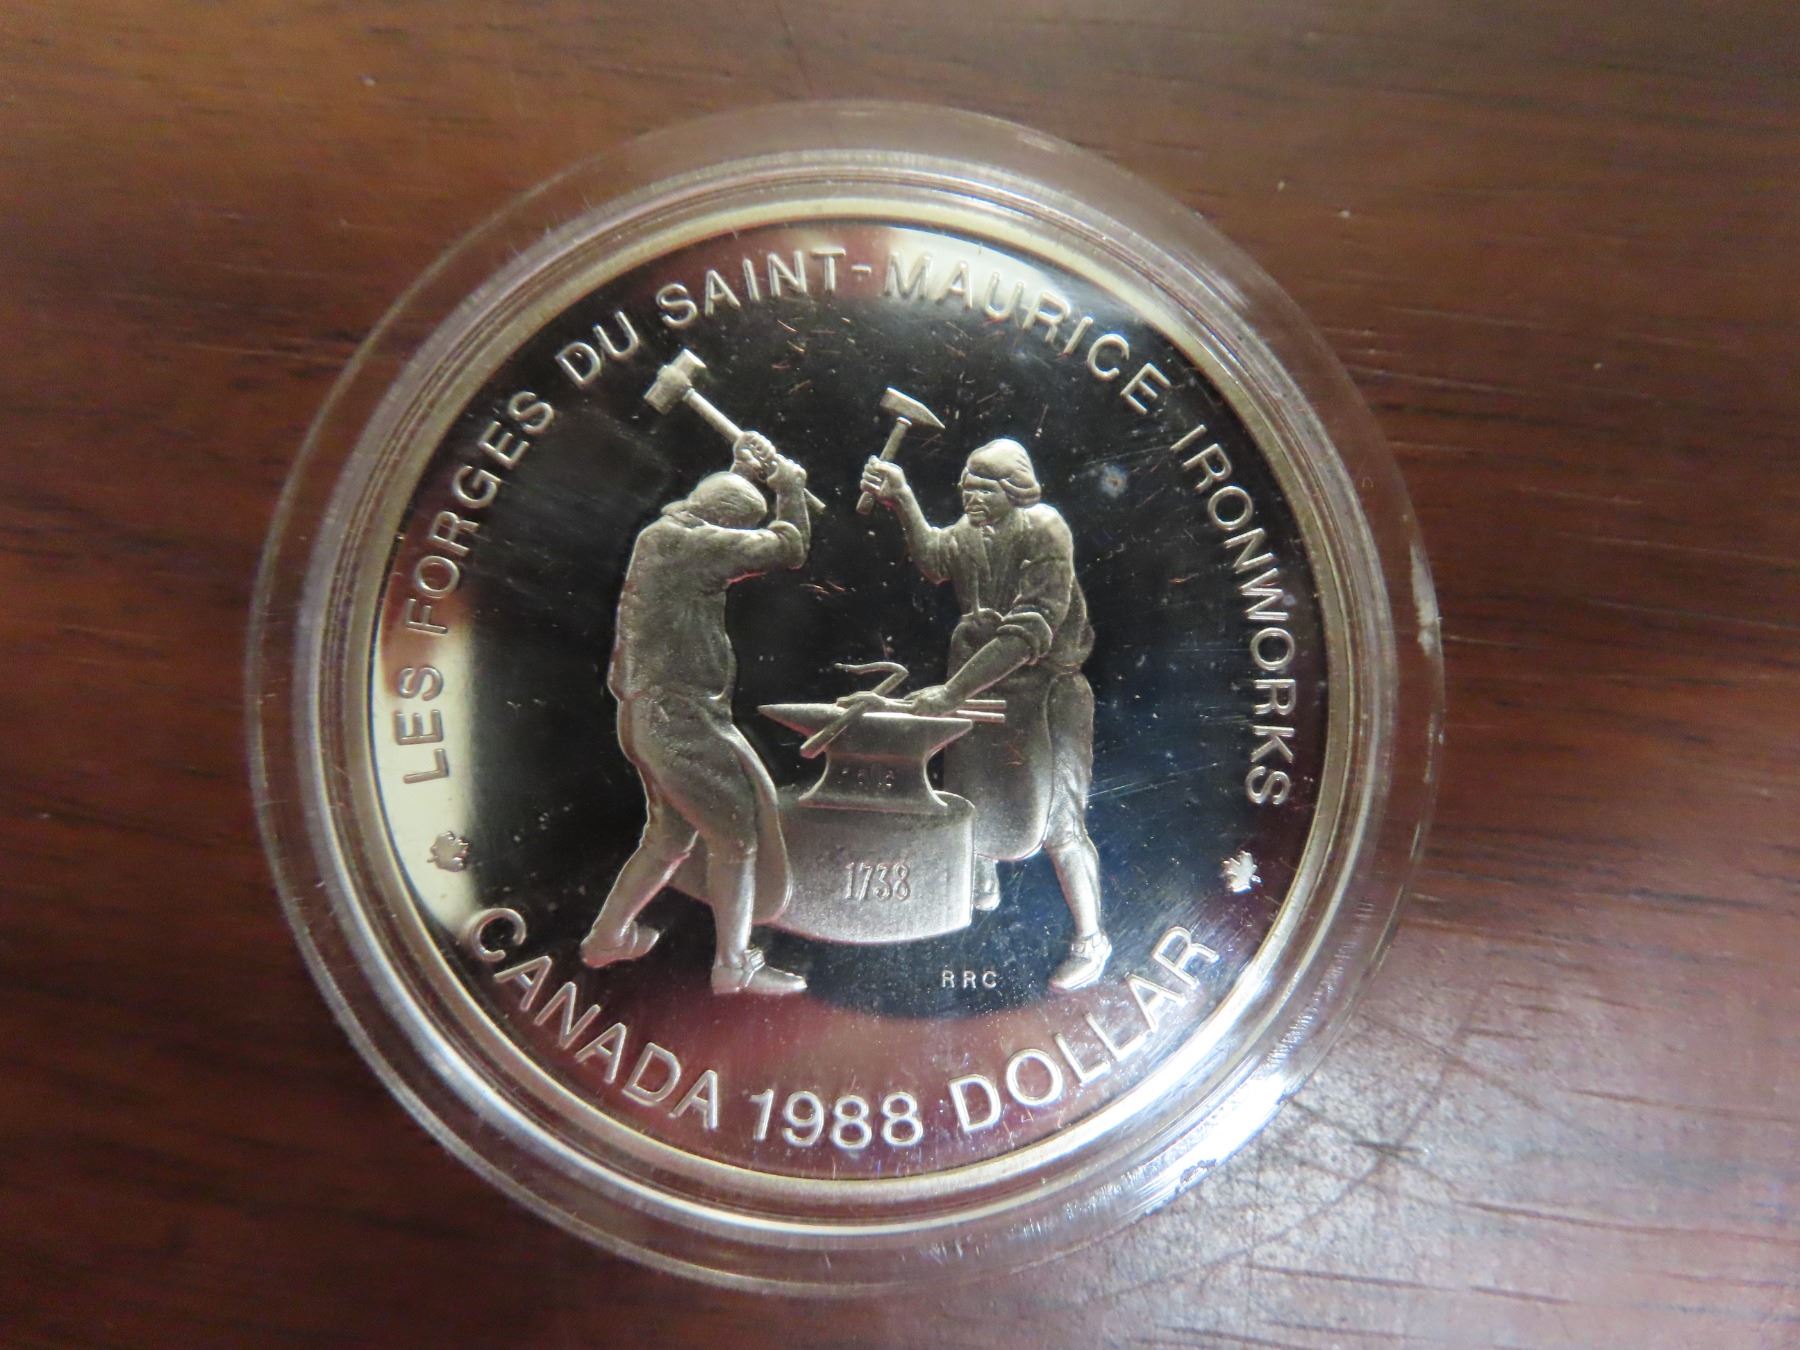 LES FORGES DU SAINT-MAURICE IRONWORKS
1738
RRC
CANADA 1988 DOLLAR